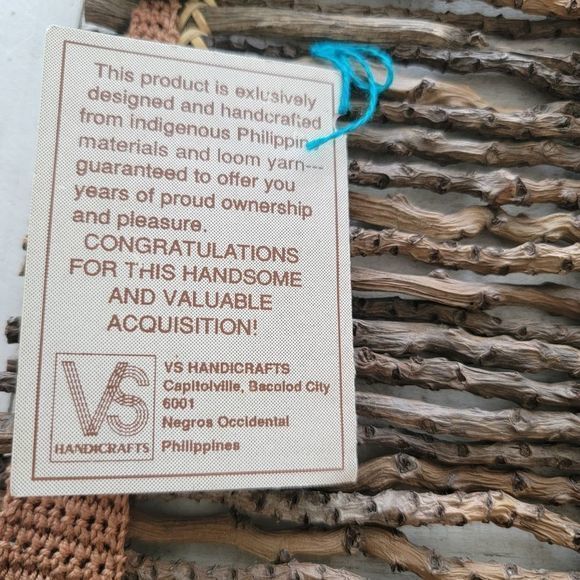 This product is exlusively
designed and handcrafted
from indigenous Philippin
materials and loom yarn---
guaranteed to offer you
years of proud ownership
and pleasure.
CONGRATULATIONS
FOR THIS HANDSOME
AND VALUABLE
ACQUISITION!
VS
HANDICRAFTS
VS HANDICRAFTS
Capitolville, Bacolod City
6001
Negros Occidental
Philippines